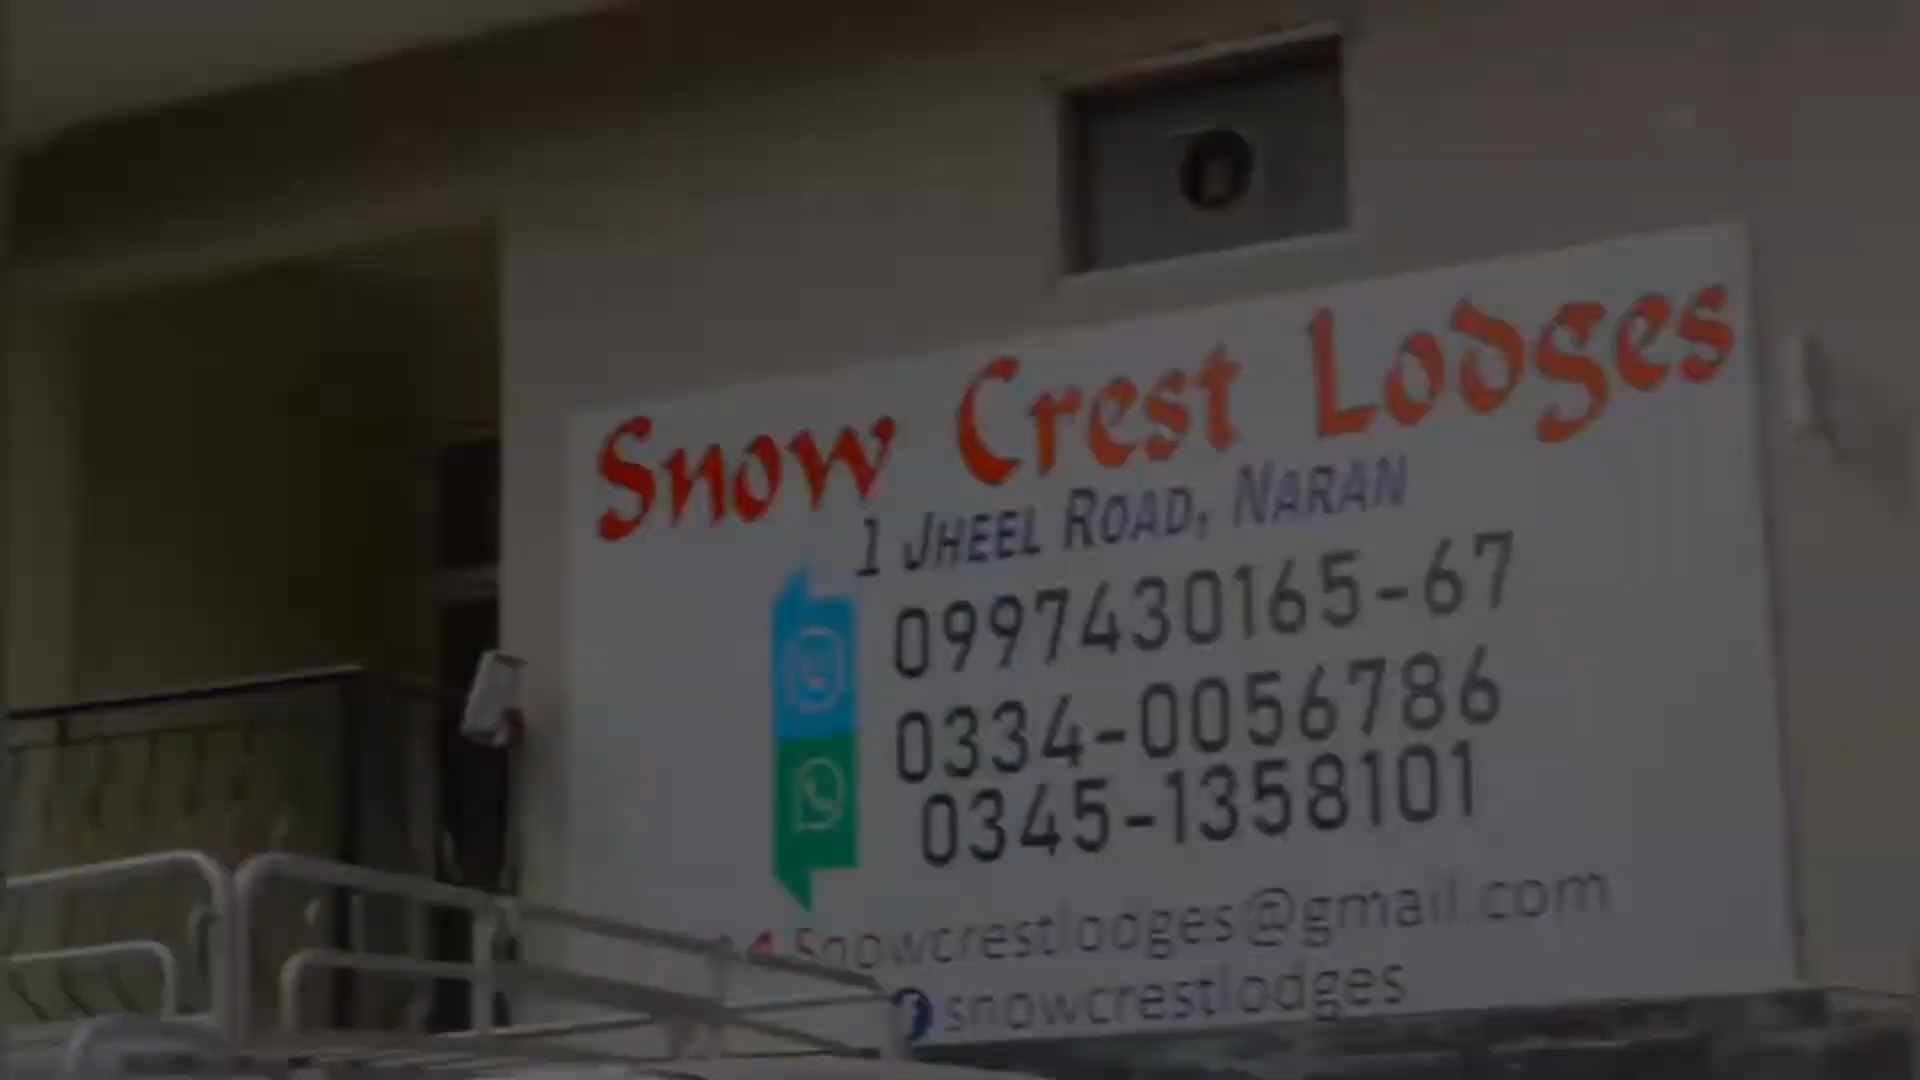 Snow Crest Lodges
1 JHEEL ROAD, NARAN
0997430165-67
0334-0056786
0345-1358101
Snowcrestlodges@gmail.com
snowcrestlodges